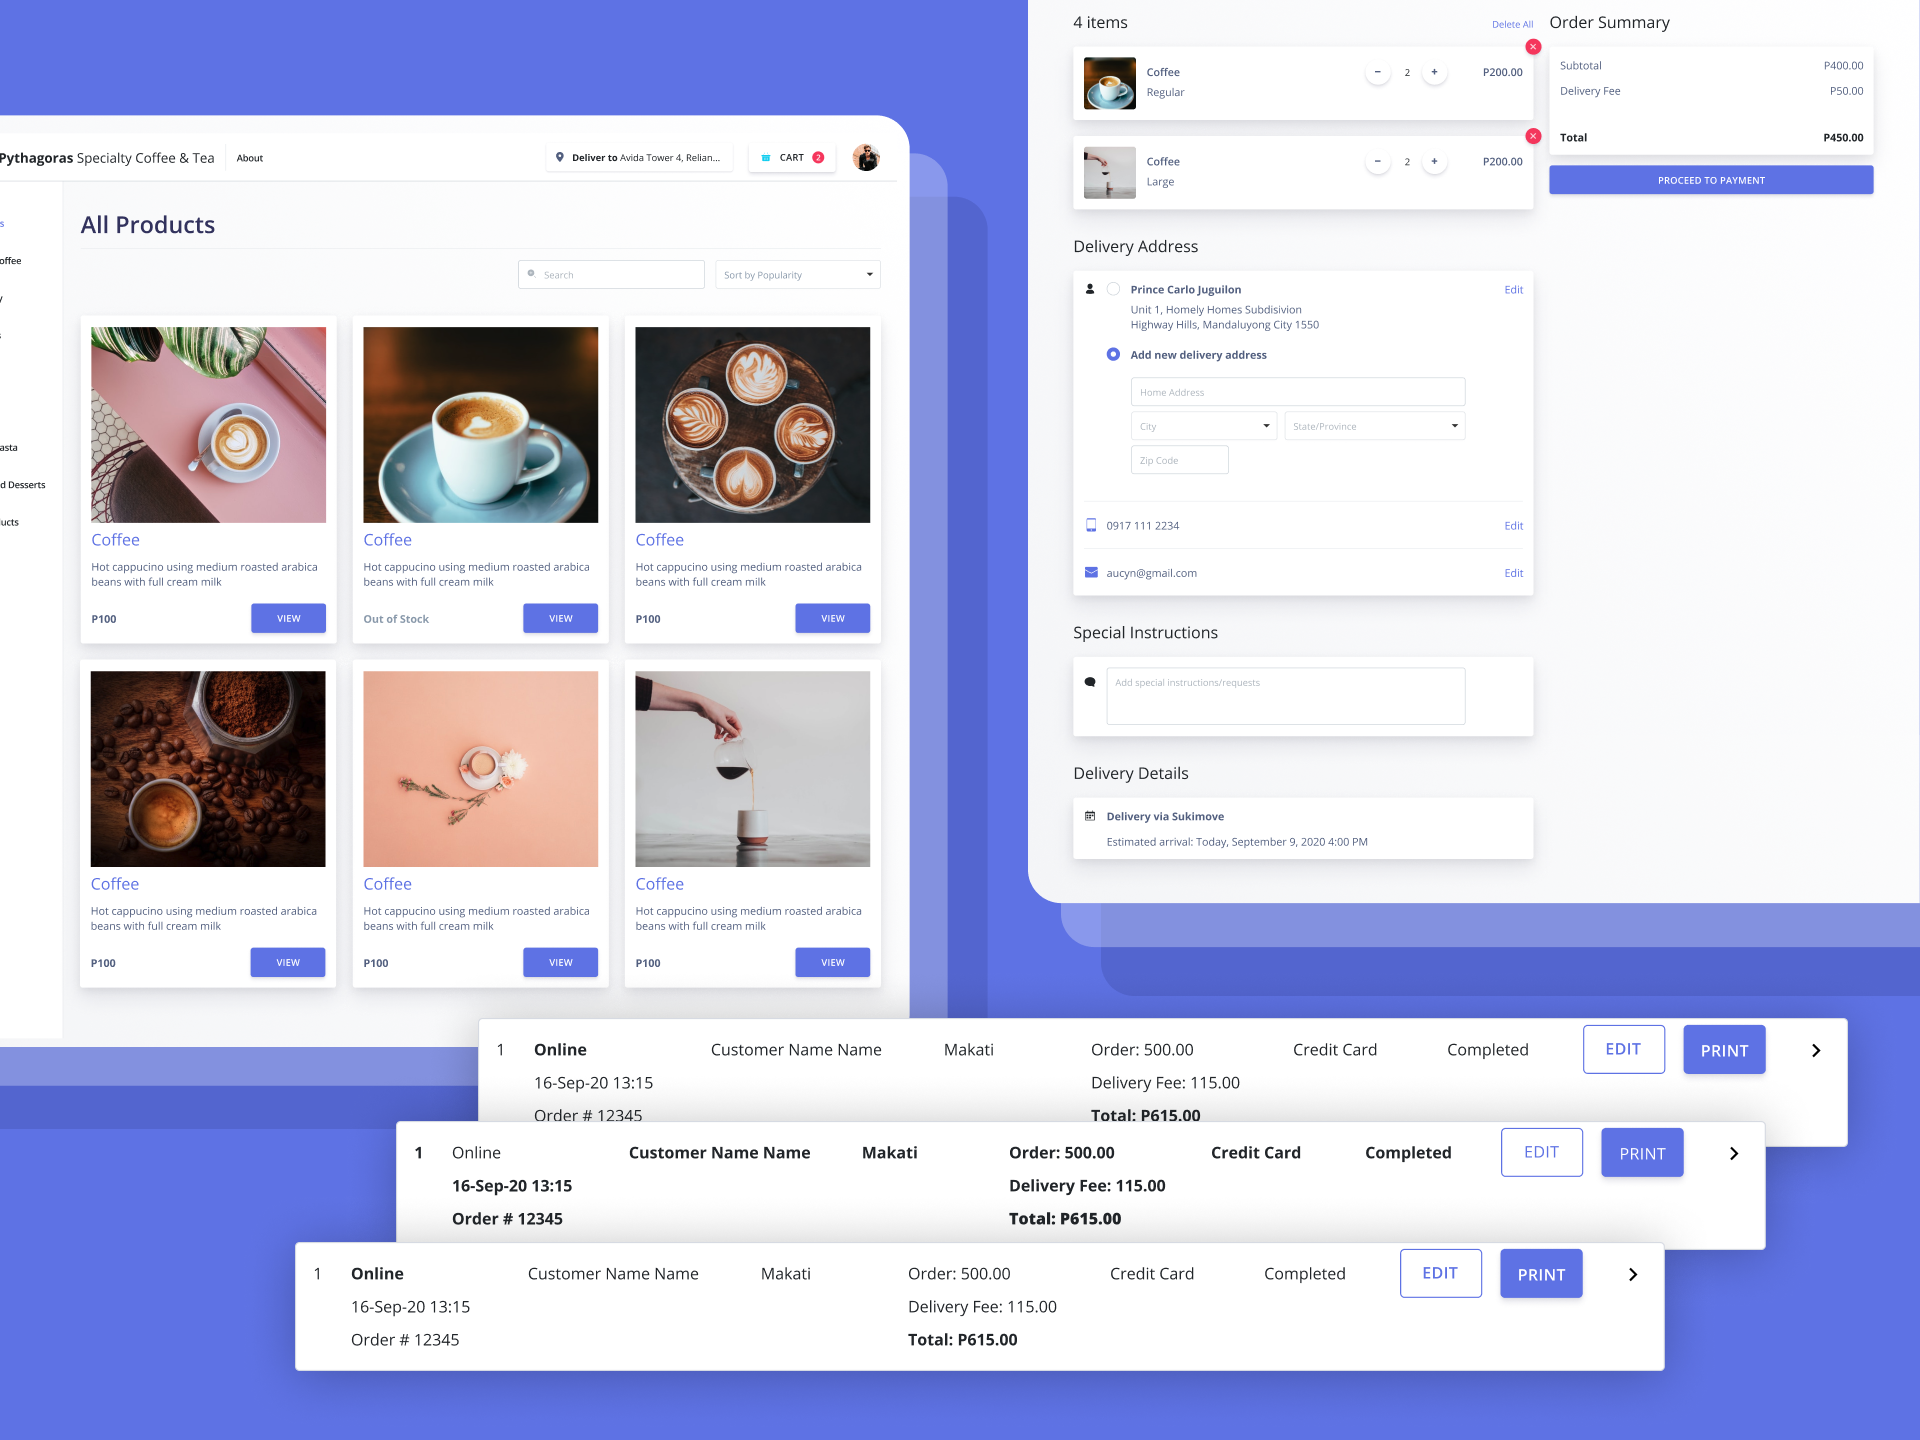 Pythagoras Specialty Coffee & Tea
About
Deliver to Avida Tower 4, Relian...
CART 2
s
offee
y
s
asta
d Desserts
ucts
All Products
Search
Sort by Popularity
Coffee
Hot cappucino using medium roasted arabica
beans with full cream milk
P100
VIEW
Coffee
Hot cappucino using medium roasted arabica
beans with full cream milk
Out of Stock
VIEW
Coffee
Hot cappucino using medium roasted arabica
beans with full cream milk
P100
VIEW
Coffee
Hot cappucino using medium roasted arabica
beans with full cream milk
P100
VIEW
Coffee
Hot cappucino using medium roasted arabica
beans with full cream milk
P100
VIEW
Coffee
Hot cappucino using medium roasted arabica
beans with full cream milk
P100
VIEW
4 items
Delete All
Coffee
Regular
− 2 +
P200.00
Coffee
Large
− 2 +
P200.00
Order Summary
Subtotal P400.00
Delivery Fee P50.00
Total P450.00
PROCEED TO PAYMENT
Delivery Address
Prince Carlo Juguilon
Edit
Unit 1, Homely Homes Subdisivion
Highway Hills, Mandaluyong City 1550
Add new delivery address
Home Address
City
State/Province
Zip Code
0917 111 2234
Edit
aucyn@gmail.com
Edit
Special Instructions
Add special instructions/requests
Delivery Details
Delivery via Sukimove
Estimated arrival: Today, September 9, 2020 4:00 PM
1 Online Customer Name Name Makati Order: 500.00 Credit Card Completed EDIT PRINT
16-Sep-20 13:15 Delivery Fee: 115.00
Order # 12345 Total: P615.00
1 Online Customer Name Name Makati Order: 500.00 Credit Card Completed EDIT PRINT
16-Sep-20 13:15 Delivery Fee: 115.00
Order # 12345 Total: P615.00
1 Online Customer Name Name Makati Order: 500.00 Credit Card Completed EDIT PRINT
16-Sep-20 13:15 Delivery Fee: 115.00
Order # 12345 Total: P615.00